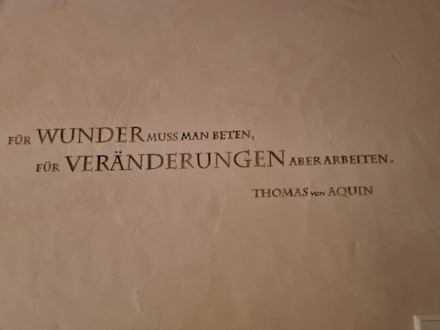 FÜR WUNDER MUSS MAN BETEN,
FÜR VERÄNDERUNGEN ABER ARBEITEN.
THOMAS VON AQUIN